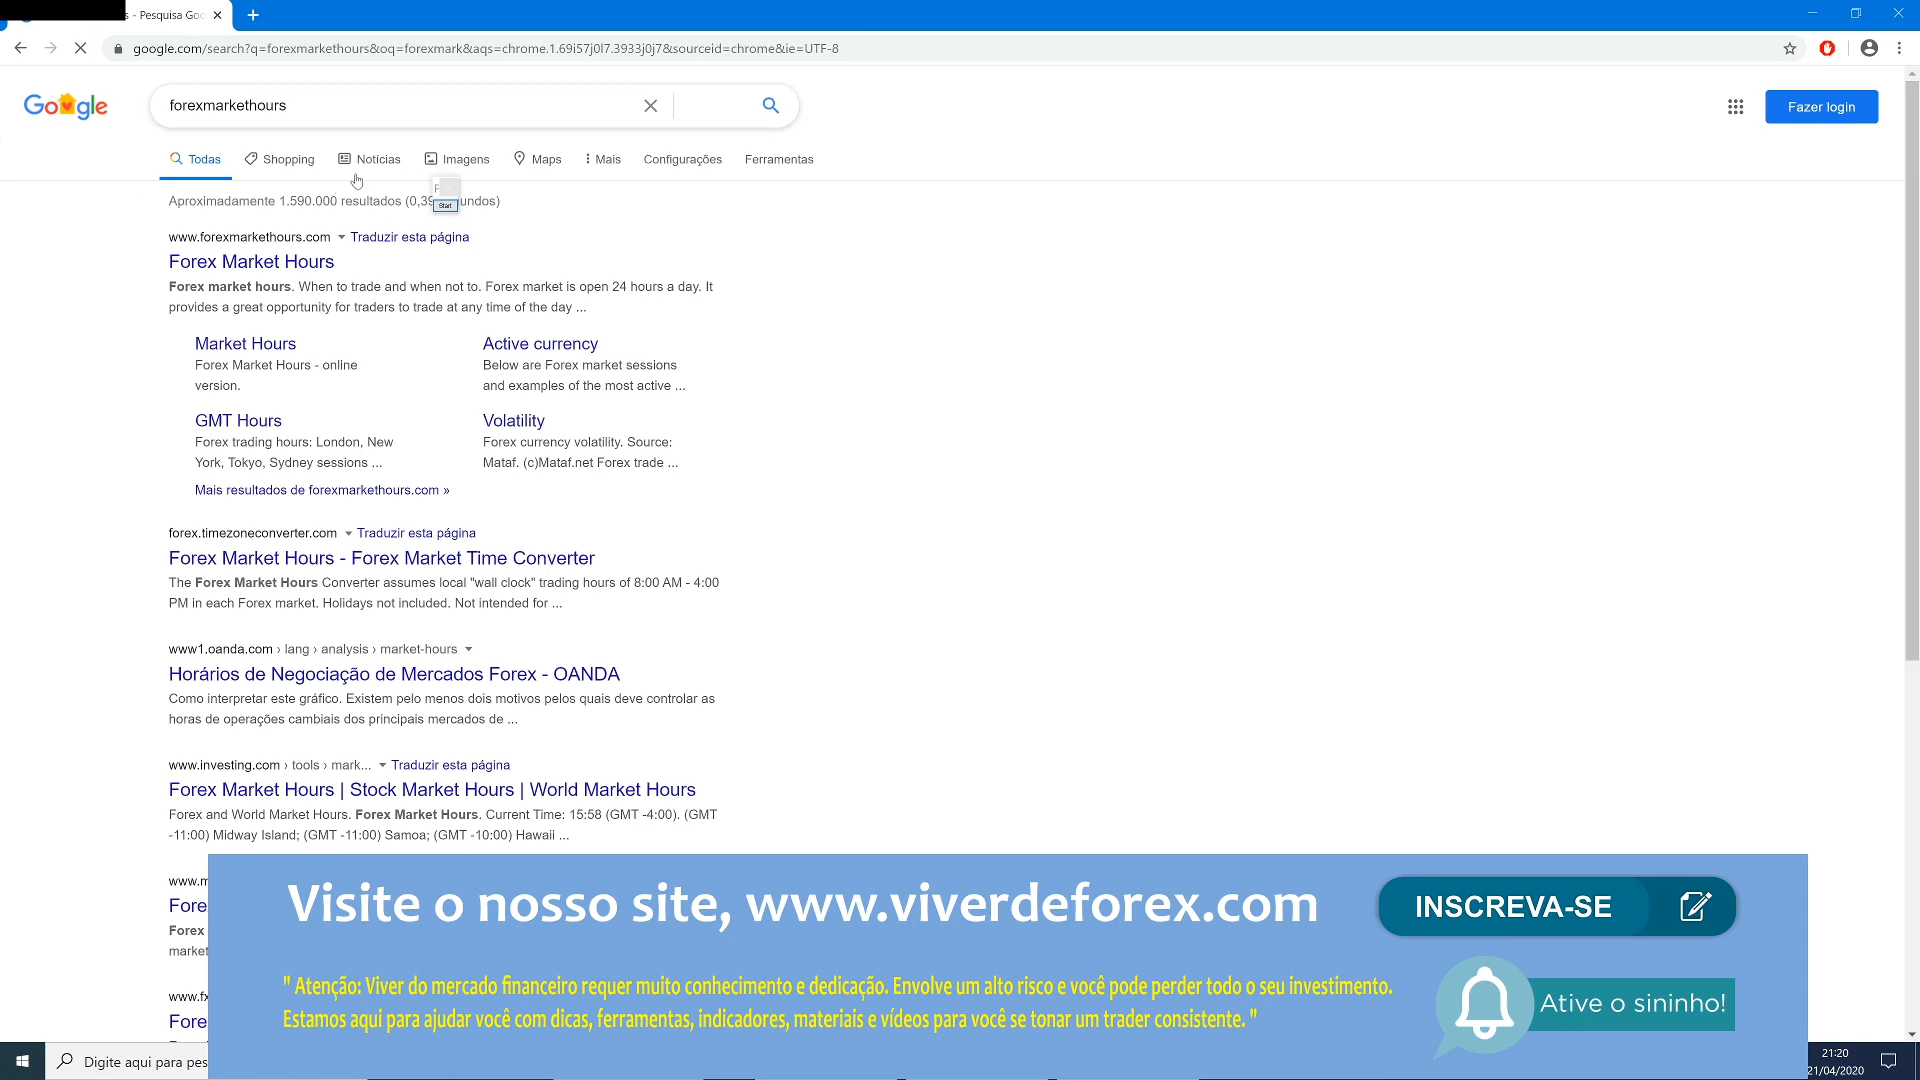 - Pesquisa Goo
google.com/search?q=forexmarkethours&oq=forexmark&aqs=chrome.1.69i57j0l7.3933j0j7&sourceid=chrome&ie=UTF-8
Google
forexmarkethours
Fazer login
Todas Shopping Notícias Imagens Maps Mais Configurações Ferramentas
Start
Aproximadamente 1.590.000 resultados (0,39 undos)
www.forexmarkethours.com Traduzir esta página
Forex Market Hours
Forex market hours. When to trade and when not to. Forex market is open 24 hours a day. It
provides a great opportunity for traders to trade at any time of the day ...
Market Hours
Forex Market Hours - online
version.
Active currency
Below are Forex market sessions
and examples of the most active ...
GMT Hours
Forex trading hours: London, New
York, Tokyo, Sydney sessions ...
Volatility
Forex currency volatility. Source:
Mataf. (c)Mataf.net Forex trade ...
Mais resultados de forexmarkethours.com »
forex.timezoneconverter.com Traduzir esta página
Forex Market Hours - Forex Market Time Converter
The Forex Market Hours Converter assumes local "wall clock" trading hours of 8:00 AM - 4:00
PM in each Forex market. Holidays not included. Not intended for ...
www1.oanda.com › lang › analysis › market-hours
Horários de Negociação de Mercados Forex - OANDA
Como interpretar este gráfico. Existem pelo menos dois motivos pelos quais deve controlar as
horas de operações cambiais dos principais mercados de ...
www.investing.com › tools › mark... Traduzir esta página
Forex Market Hours | Stock Market Hours | World Market Hours
Forex and World Market Hours. Forex Market Hours. Current Time: 15:58 (GMT -4:00). (GMT
-11:00) Midway Island; (GMT -11:00) Samoa; (GMT -10:00) Hawaii ...
www.m
Fore
Forex
market
www.fx
Fore
Visite o nosso site, www.viverdeforex.com
INSCREVA-SE
" Atenção: Viver do mercado financeiro requer muito conhecimento e dedicação. Envolve um alto risco e você pode perder todo o seu investimento.
Estamos aqui para ajudar você com dicas, ferramentas, indicadores, materiais e vídeos para você se tonar um trader consistente. "
Ative o sininho!
Digite aqui para pes
21:20
21/04/2020